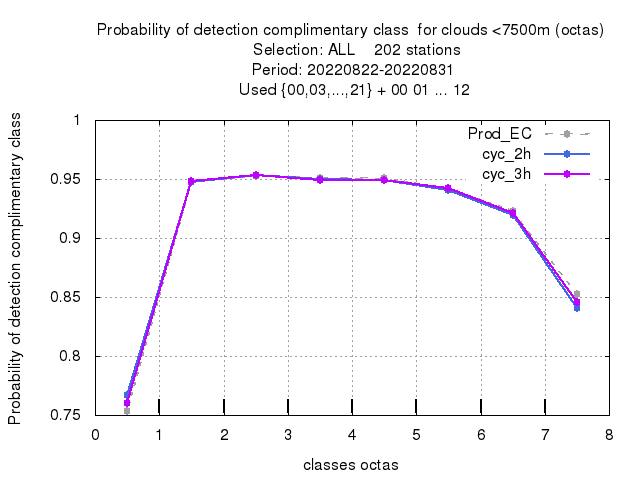 Probability of detection complimentary class  for clouds <7500m (octas)
Selection: ALL    202 stations
Period: 20220822-20220831
Used {00,03,...,21} + 00 01 ... 12
Probability of detection complimentary class
1
0.95
0.9
0.85
0.8
0.75
Prod_EC
cyc_2h
cyc_3h
0 1 2 3 4 5 6 7 8
classes octas